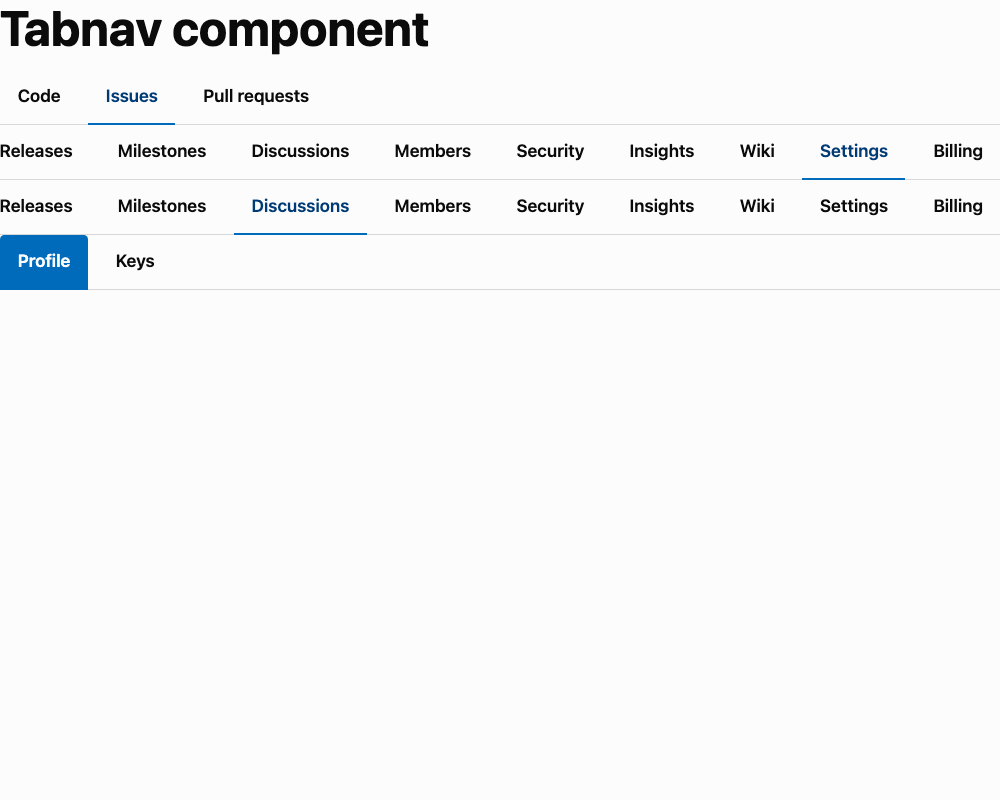 Tabnav component
Code Issues Pull requests
Releases Milestones Discussions Members Security Insights Wiki Settings Billing
Releases Milestones Discussions Members Security Insights Wiki Settings Billing
Profile Keys